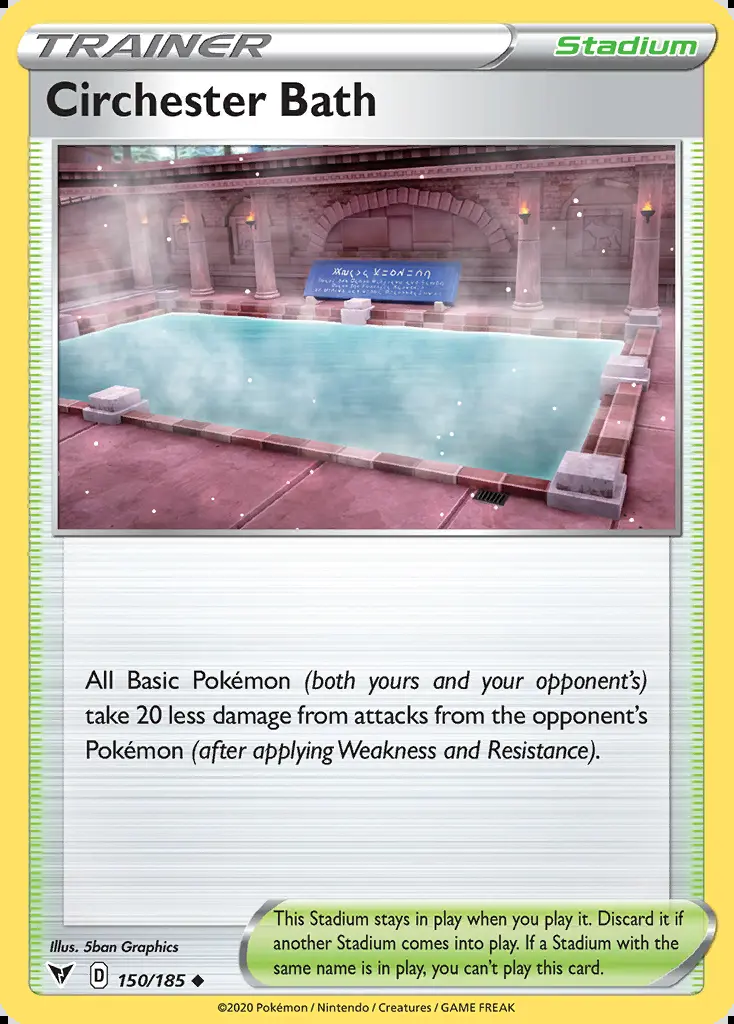 TRAINER
Stadium
Circhester Bath
All Basic Pokémon (both yours and your opponent's)
take 20 less damage from attacks from the opponent's
Pokémon (after applying Weakness and Resistance).
This Stadium stays in play when you play it. Discard it if
another Stadium comes into play. If a Stadium with the
same name is in play, you can't play this card.
Illus. 5ban Graphics
D 150/185
©2020 Pokémon / Nintendo / Creatures / GAME FREAK